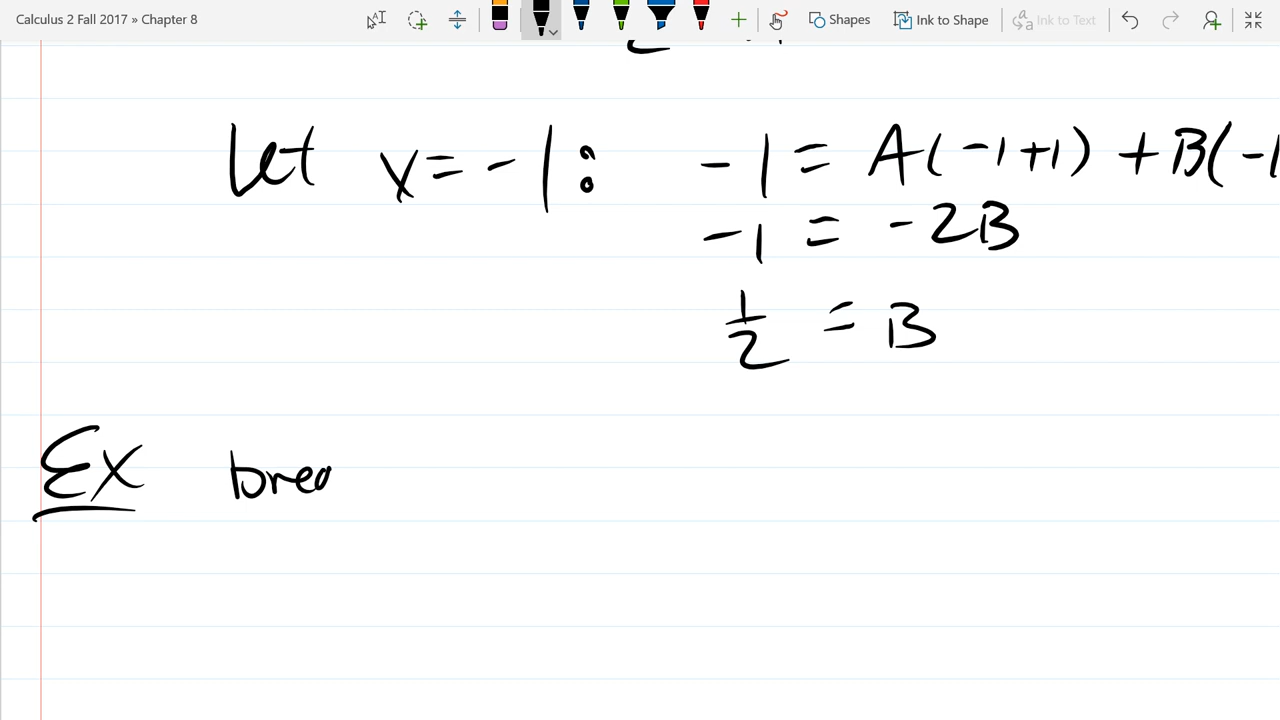 Calculus 2 Fall 2017 » Chapter 8 Shapes Ink to Shape Ink to Text
Let x = -1 : -1 = A(-1+1) + B(-1
-1 = -2B
1/2 = B
Ex brea